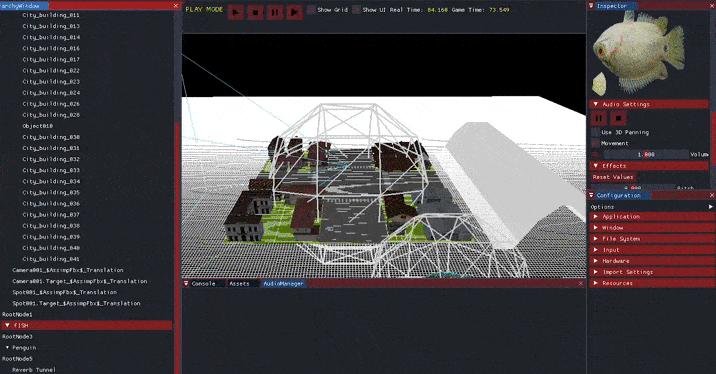 archyWindow
City_building_011
City_building_013
City_building_014
City_building_016
City_building_017
City_building_022
City_building_023
City_building_024
City_building_026
City_building_028
Object010
City_building_030
City_building_031
City_building_032
City_building_033
City_building_034
City_building_035
City_building_036
City_building_037
City_building_038
City_building_039
City_building_040
City_building_041
Camera001_$AssimpFbx$_Translation
Camera001.Target_$AssimpFbx$_Translation
Spot001_$AssimpFbx$_Translation
Spot001.Target_$AssimpFbx$_Translation
RootNode1
fISH
RootNode3
Penguin
RootNode5
Reverb Tunnel
PLAY MODE Show Grid Show UI Real Time: 84.160 Game Time: 73.549
Console Assets AudioManager
Inspector
Audio Settings
Use 3D Panning
Movement
1.000 Volum
Effects
Reset Values
Pitch
Configuration
Options
Application
Window
File System
Input
Hardware
Import Settings
Resources